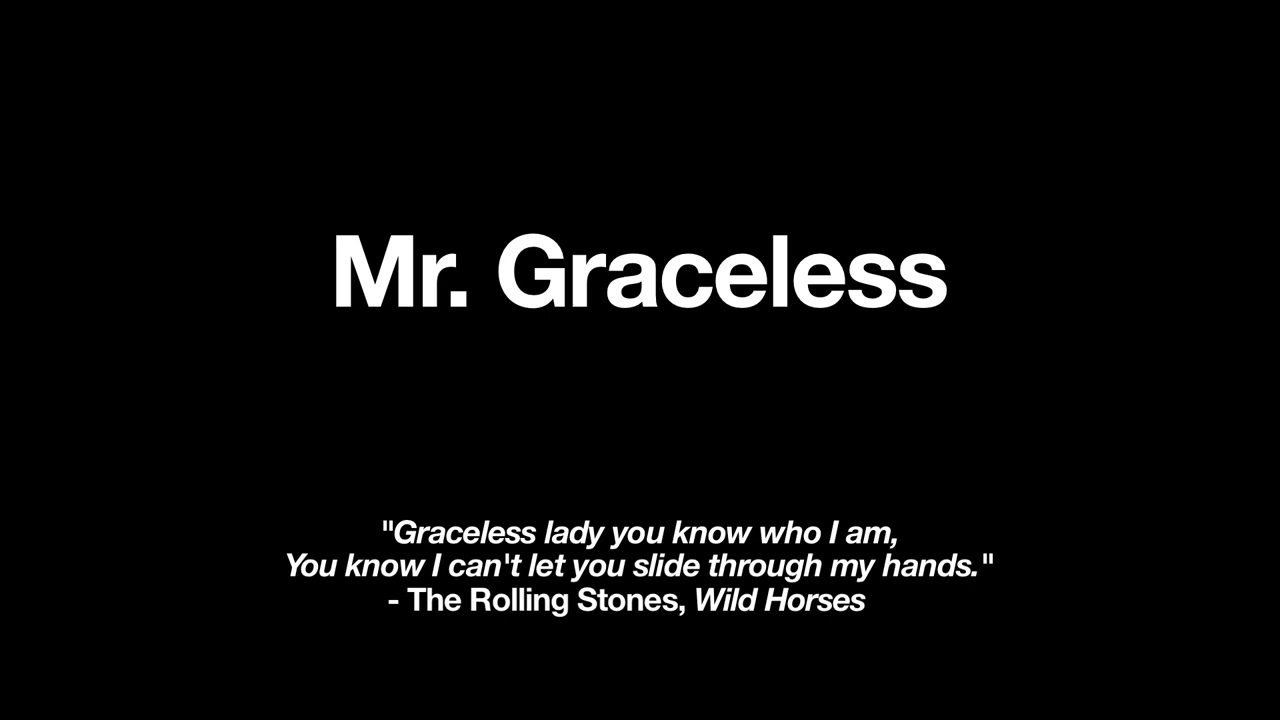 Mr. Graceless
"Graceless lady you know who I am,
You know I can't let you slide through my hands."
- The Rolling Stones, Wild Horses